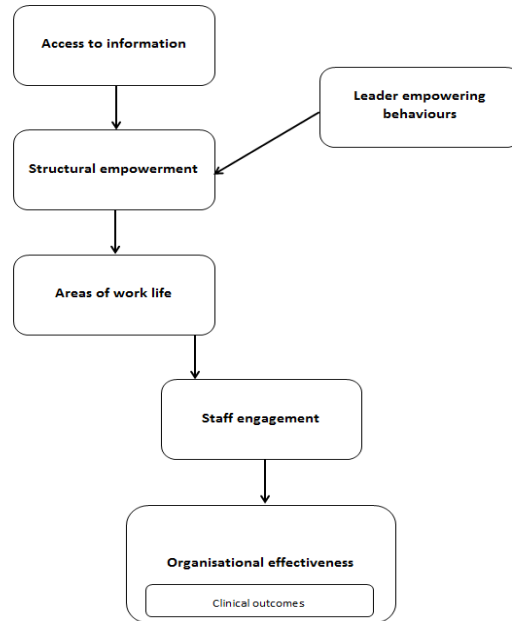 Access to information
Leader empowering
behaviours
Structural empowerment
Areas of work life
Staff engagement
Organisational effectiveness
Clinical outcomes